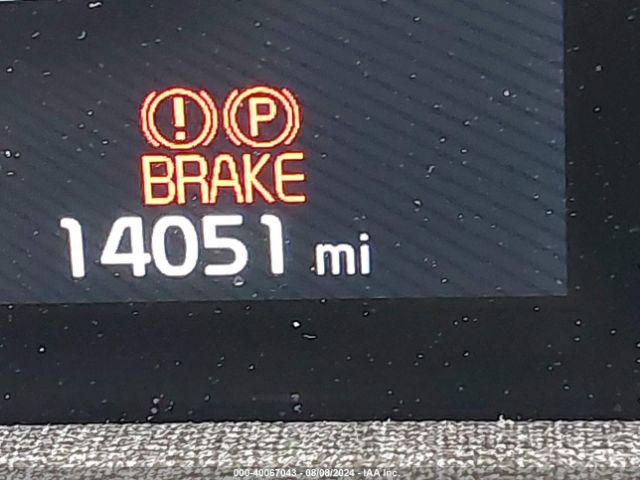 ! P
BRAKE
14051 mi
000-40067043 - 08/08/2024 - IAA Inc.